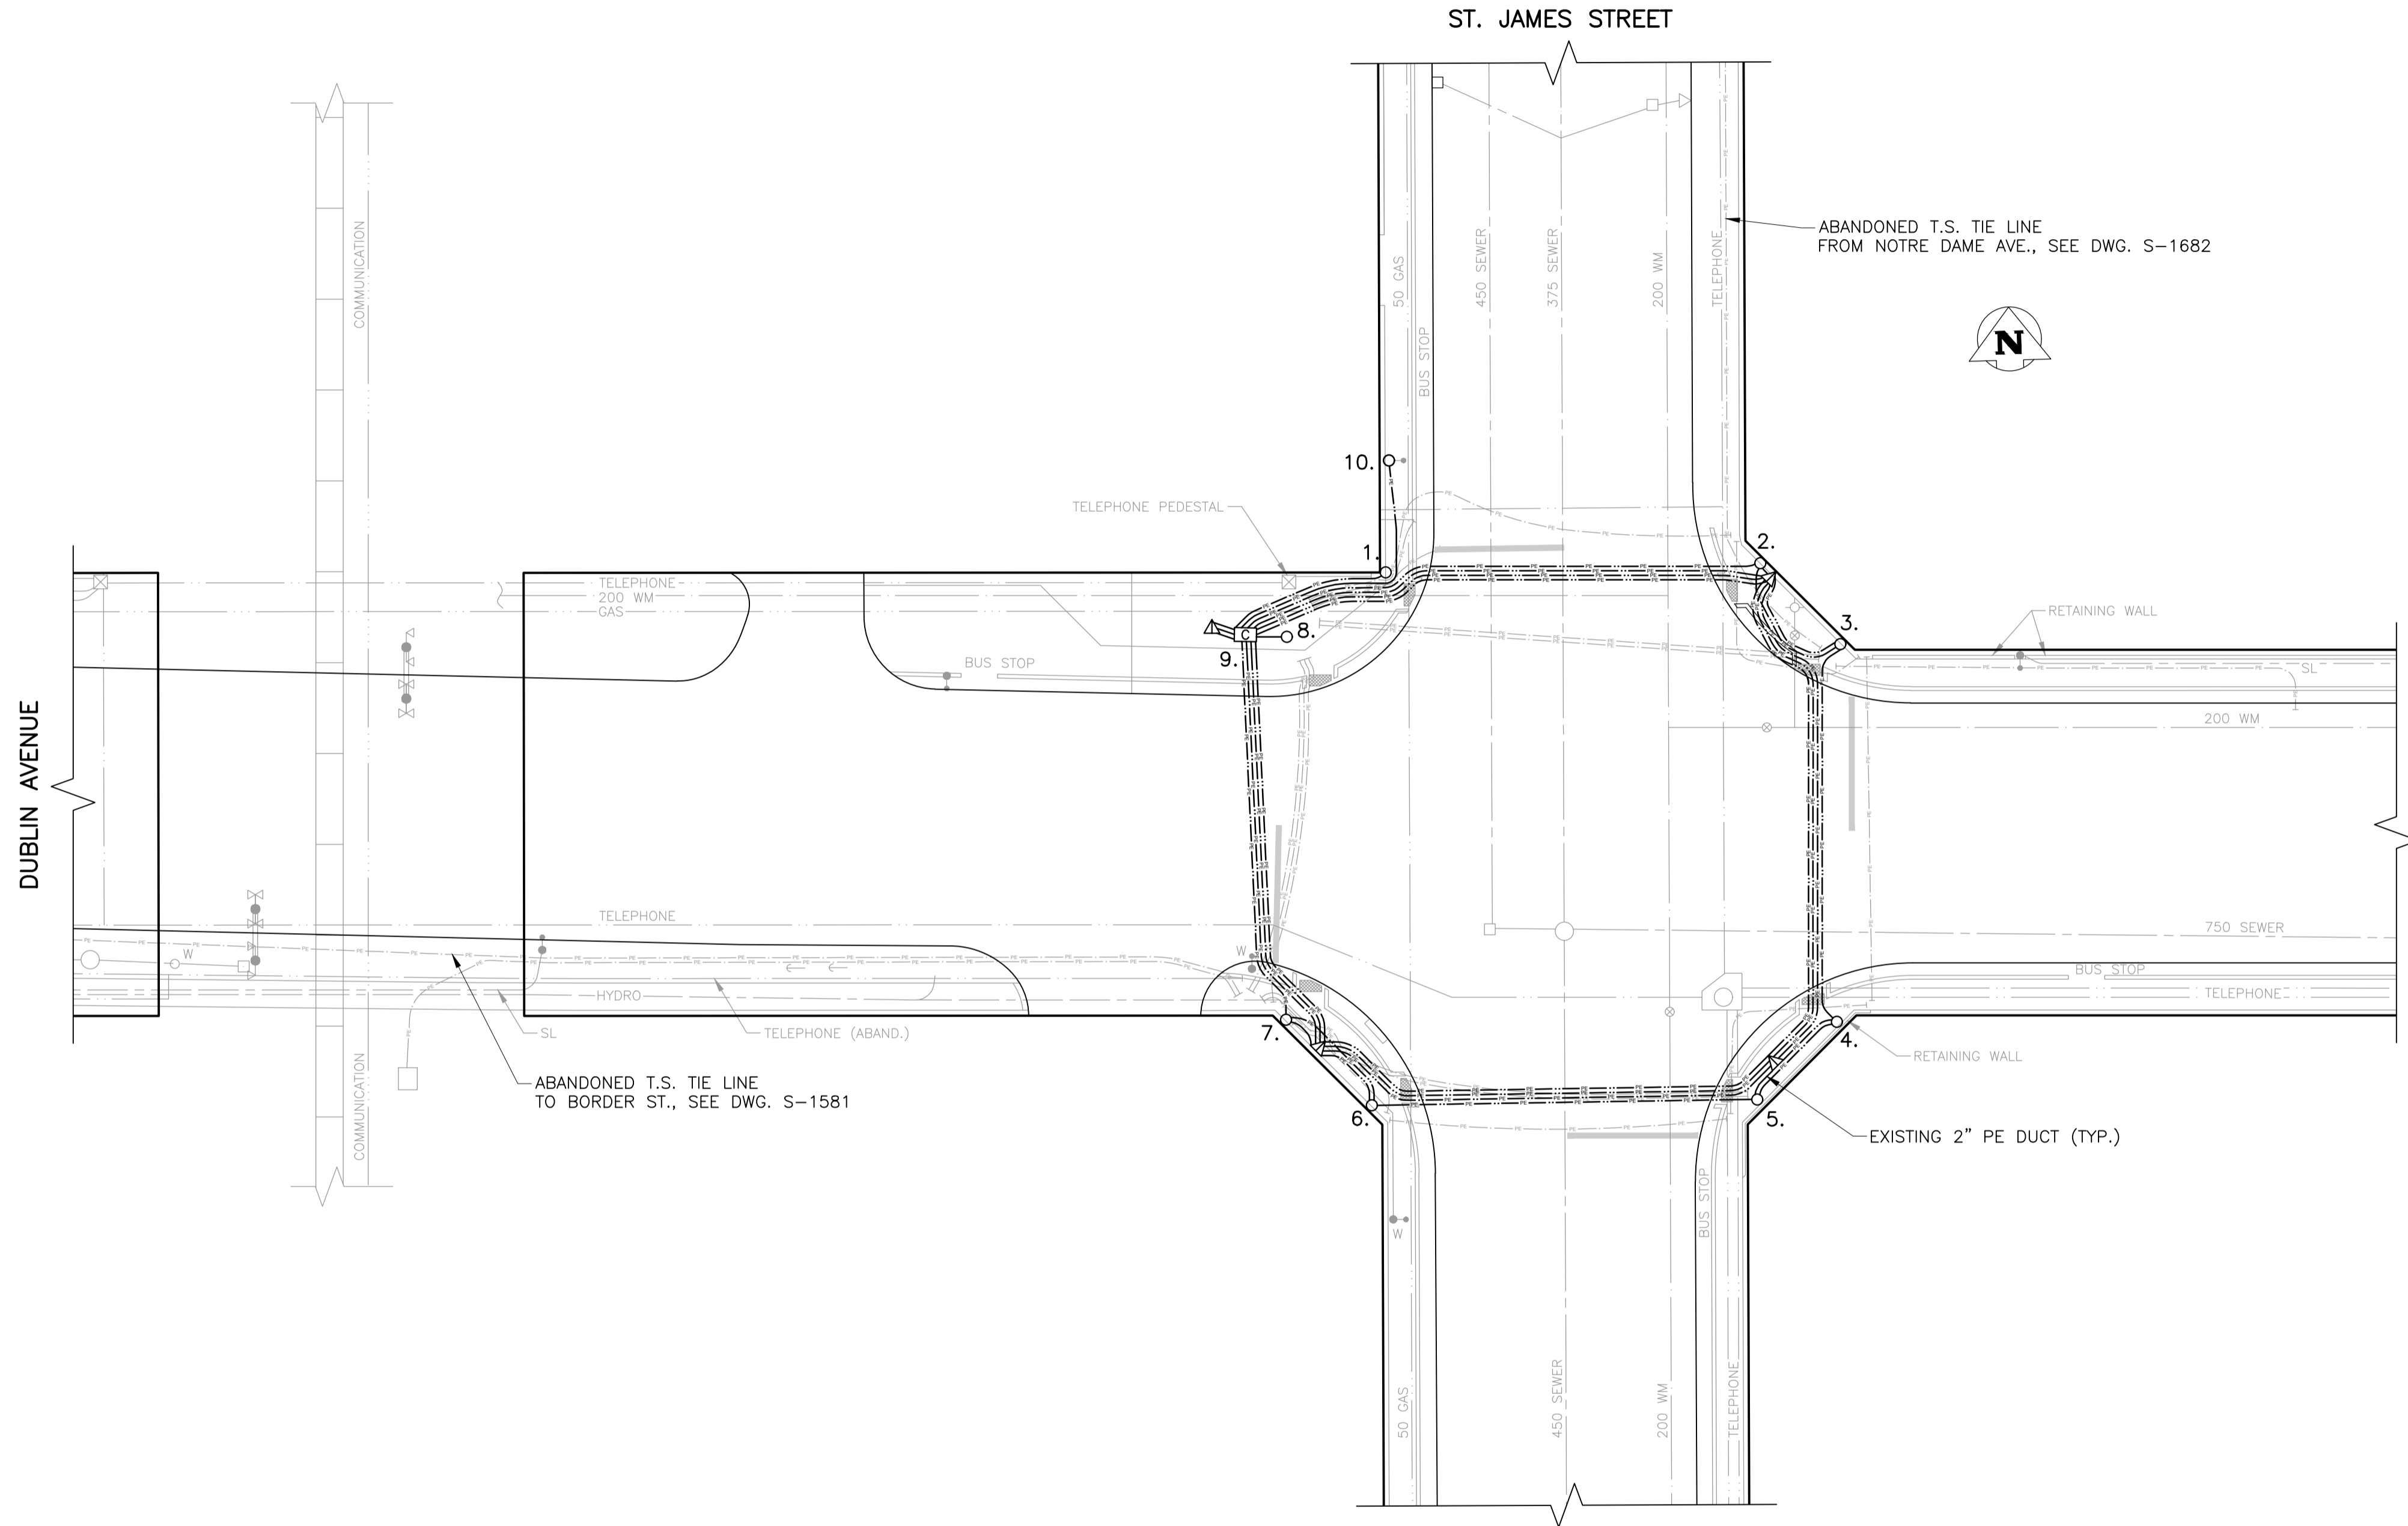 ST. JAMES STREET
ABANDONED T.S. TIE LINE
FROM NOTRE DAME AVE., SEE DWG. S-1682
N
COMMUNICATION
50 GAS
BUS STOP
450 SEWER
375 SEWER
200 WM
TELEPHONE
10.
TELEPHONE PEDESTAL
1.
2.
3.
RETAINING WALL
SL
TELEPHONE
200 WM
GAS
C
8.
9.
BUS STOP
200 WM
DUBLIN AVENUE
TELEPHONE
750 SEWER
W
W
BUS STOP
HYDRO
TELEPHONE
SL
TELEPHONE (ABAND.)
7.
4.
RETAINING WALL
ABANDONED T.S. TIE LINE
TO BORDER ST., SEE DWG. S-1581
COMMUNICATION
6.
5.
EXISTING 2" PE DUCT (TYP.)
BUS STOP
W
50 GAS
450 SEWER
200 WM
TELEPHONE
PE